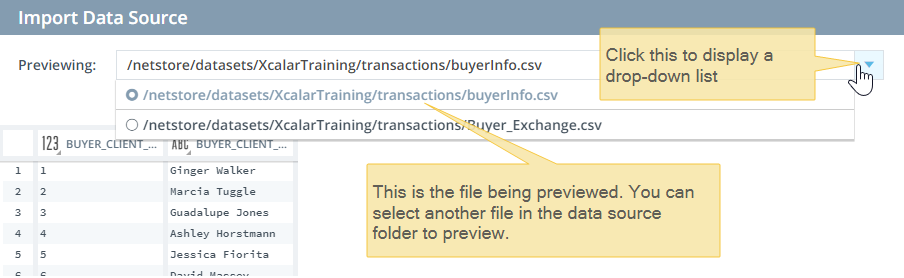 Import Data Source
Previewing: /netstore/datasets/XcalarTraining/transactions/buyerInfo.csv
Click this to display a
drop-down list
/netstore/datasets/XcalarTraining/transactions/buyerInfo.csv
/netstore/datasets/XcalarTraining/transactions/Buyer_Exchange.csv
123 BUYER_CLIENT_... ABC BUYER_CLIENT_...
1 1 Ginger Walker
2 2 Marcia Tuggle
3 3 Guadalupe Jones
4 4 Ashley Horstmann
5 5 Jessica Fiorita
6 6 David Massey
This is the file being previewed. You can
select another file in the data source
folder to preview.